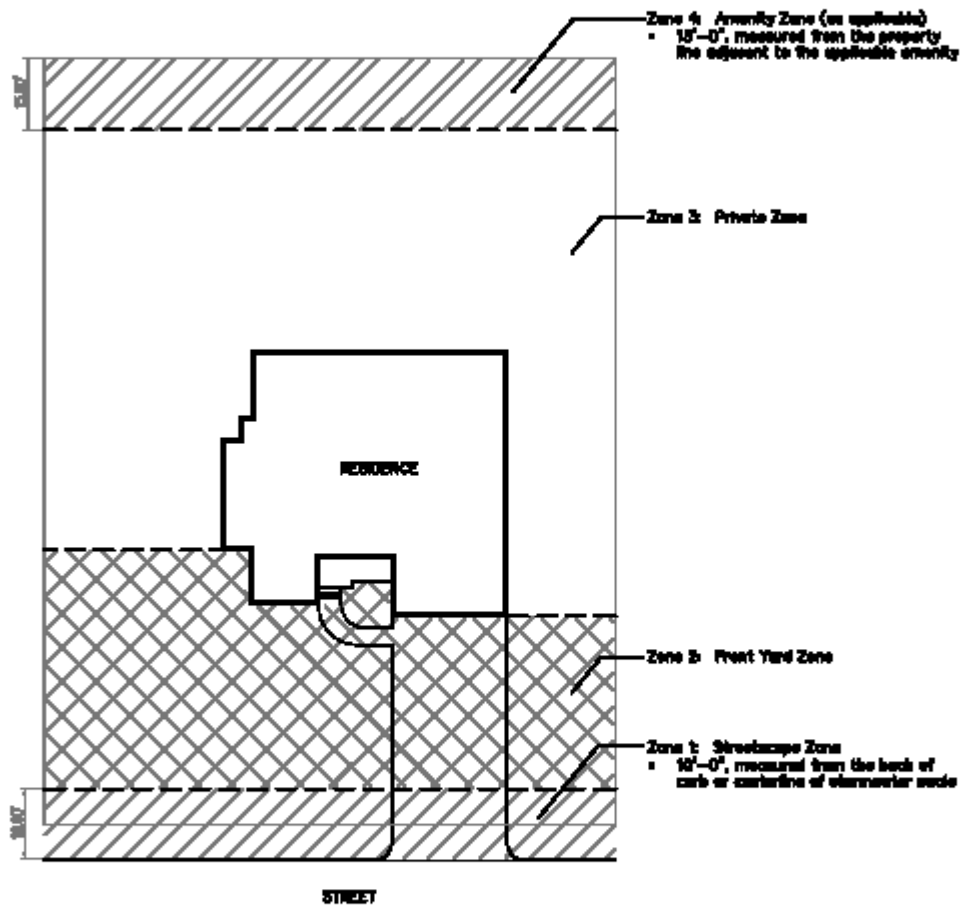 Zone 4: Amenity Zone (as applicable)
• 15'-0", measured from the property
line adjacent to the applicable amenity
15.00'
Zone 3: Private Zone
RESIDENCE
Zone 2: Front Yard Zone
Zone 1: Streetscape Zone
• measured from the back of
curb or centerline of stormwater swale
STREET